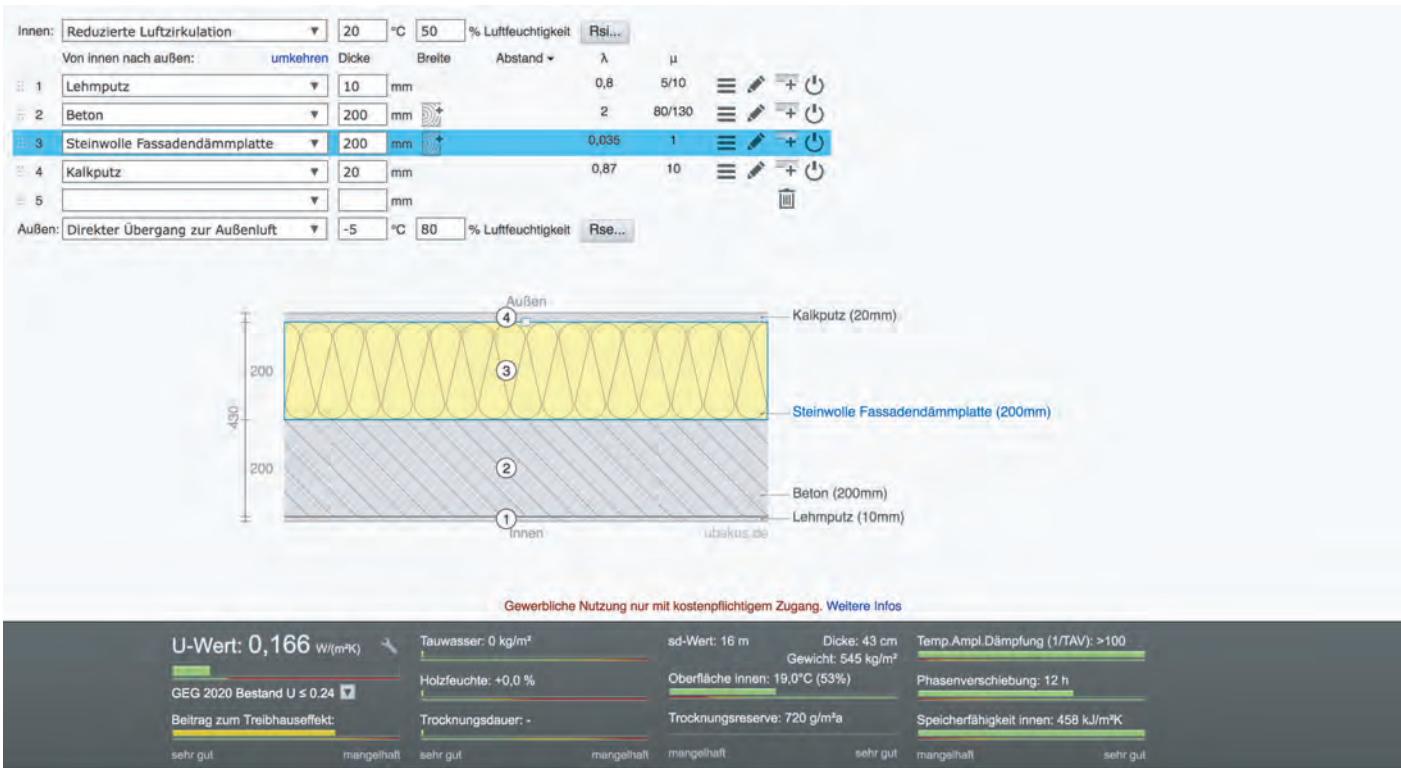 Innen: Reduzierte Luftzirkulation 20 °C 50 % Luftfeuchtigkeit Rsi...
Von innen nach außen: umkehren Dicke Breite Abstand λ μ
1 Lehmputz 10 mm 0,8 5/10
2 Beton 200 mm 2 80/130
3 Steinwolle Fassadendämmplatte 200 mm 0,035 1
4 Kalkputz 20 mm 0,87 10
5 mm
Außen: Direkter Übergang zur Außenluft -5 °C 80 % Luftfeuchtigkeit Rse...
Außen
4 Kalkputz (20mm)
200 3
430 Steinwolle Fassadendämmplatte (200mm)
200 2
Beton (200mm)
1 Lehmputz (10mm)
Innen ubakus.de
Gewerbliche Nutzung nur mit kostenpflichtigem Zugang. Weitere Infos
U-Wert: 0,166 W/(m²K)
GEG 2020 Bestand U ≤ 0.24
Beitrag zum Treibhauseffekt:
sehr gut mangelhaft
Tauwasser: 0 kg/m²
Holzfeuchte: +0,0 %
Trocknungsdauer: -
sehr gut mangelhaft
sd-Wert: 16 m Dicke: 43 cm
Gewicht: 545 kg/m²
Oberfläche innen: 19,0°C (53%)
Trocknungsreserve: 720 g/m²a
mangelhaft sehr gut
Temp.Ampl.Dämpfung (1/TAV): >100
Phasenverschiebung: 12 h
Speicherfähigkeit innen: 458 kJ/m²K
mangelhaft sehr gut